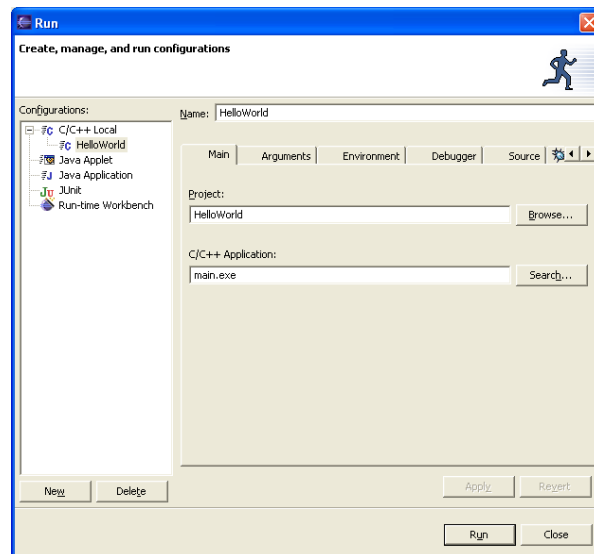 Run
Create, manage, and run configurations
Configurations:
C/C++ Local
HelloWorld
Java Applet
Java Application
JUnit
Run-time Workbench
New Delete
Name: HelloWorld
Main Arguments Environment Debugger Source
Project:
HelloWorld Browse...
C/C++ Application:
main.exe Search...
Apply Revert
Run Close